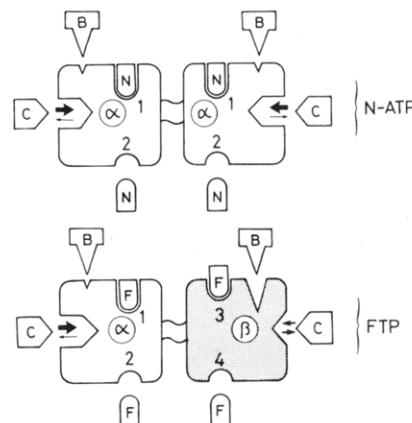 B B
N N
C α 1 α 1 C N-ATP
2 2
N N
B B
F F
C α 1 3 β C FTP
2 4
F F